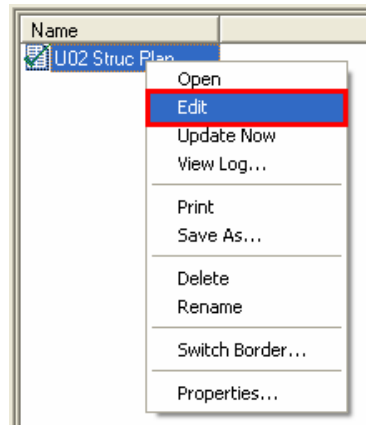 Name
U02 Struc Plan
Open
Edit
Update Now
View Log...
Print
Save As...
Delete
Rename
Switch Border...
Properties...